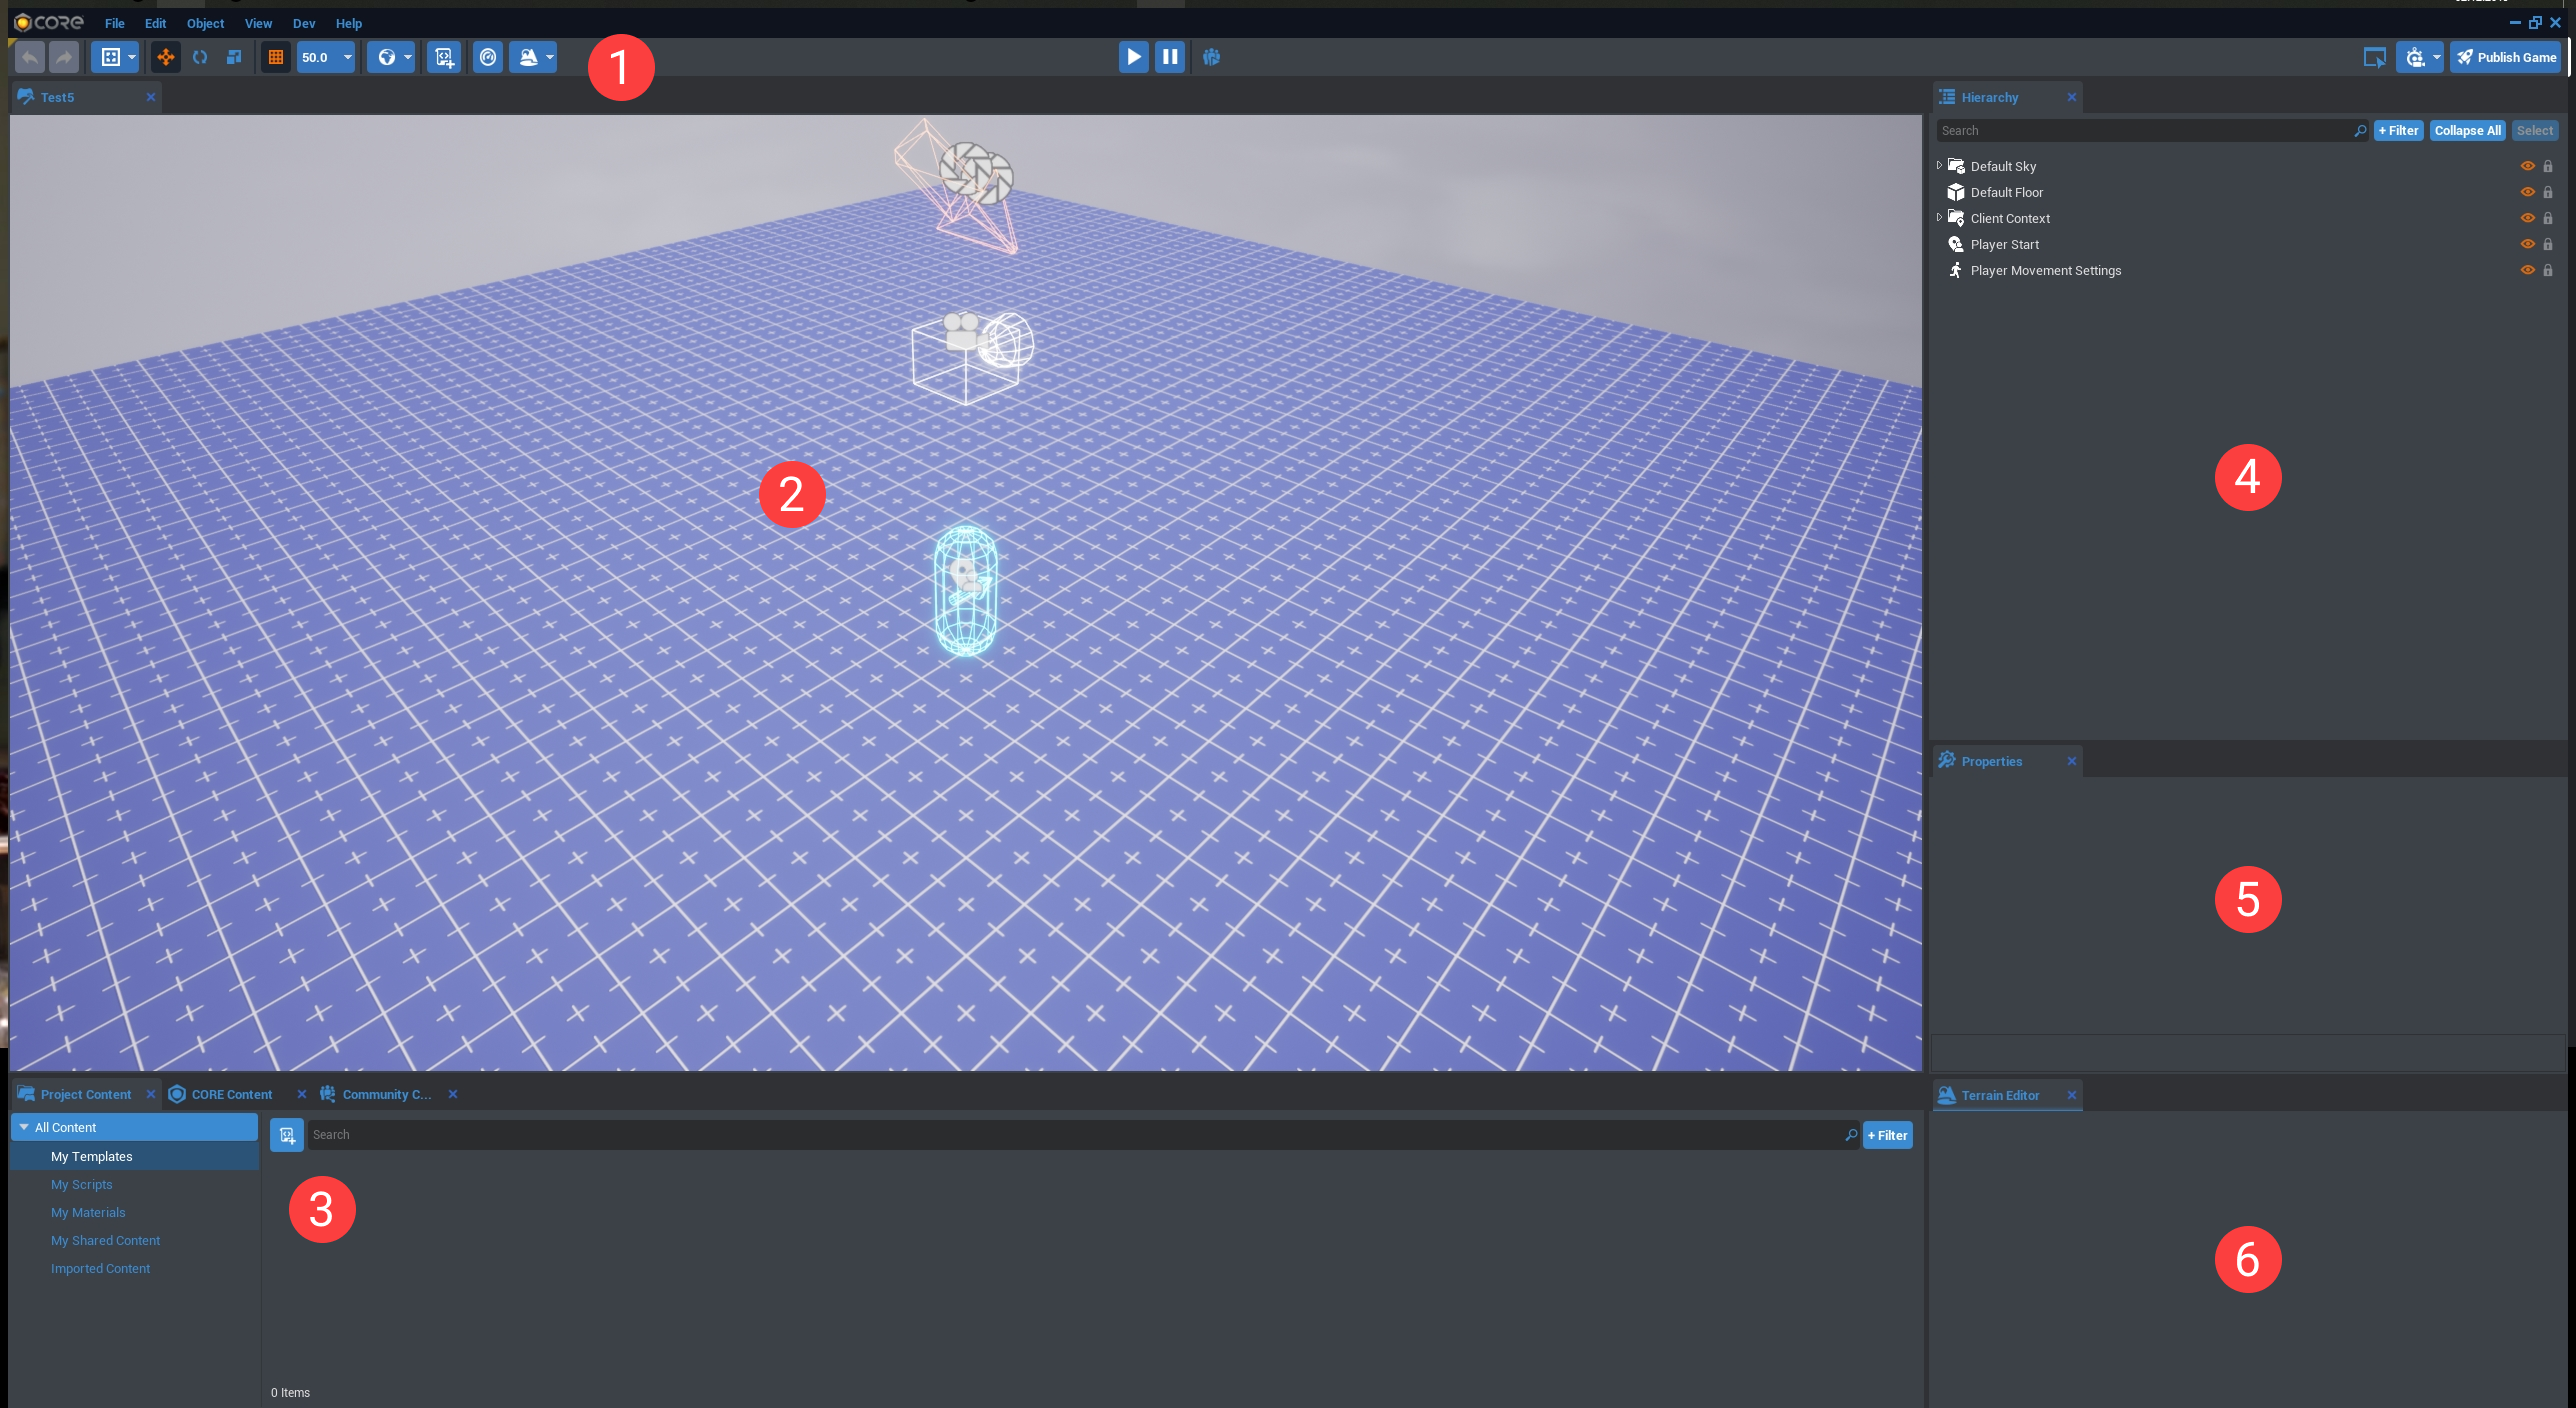 CORE File Edit Object View Dev Help
50.0 1 Publish Game
Test5
Hierarchy
Search + Filter Collapse All Select
Default Sky
Default Floor
Client Context
Player Start
Player Movement Settings
2
4
Properties
5
Project Content CORE Content Community C...
All Content
My Templates
My Scripts
My Materials
My Shared Content
Imported Content
Search + Filter
3
0 Items
Terrain Editor
6